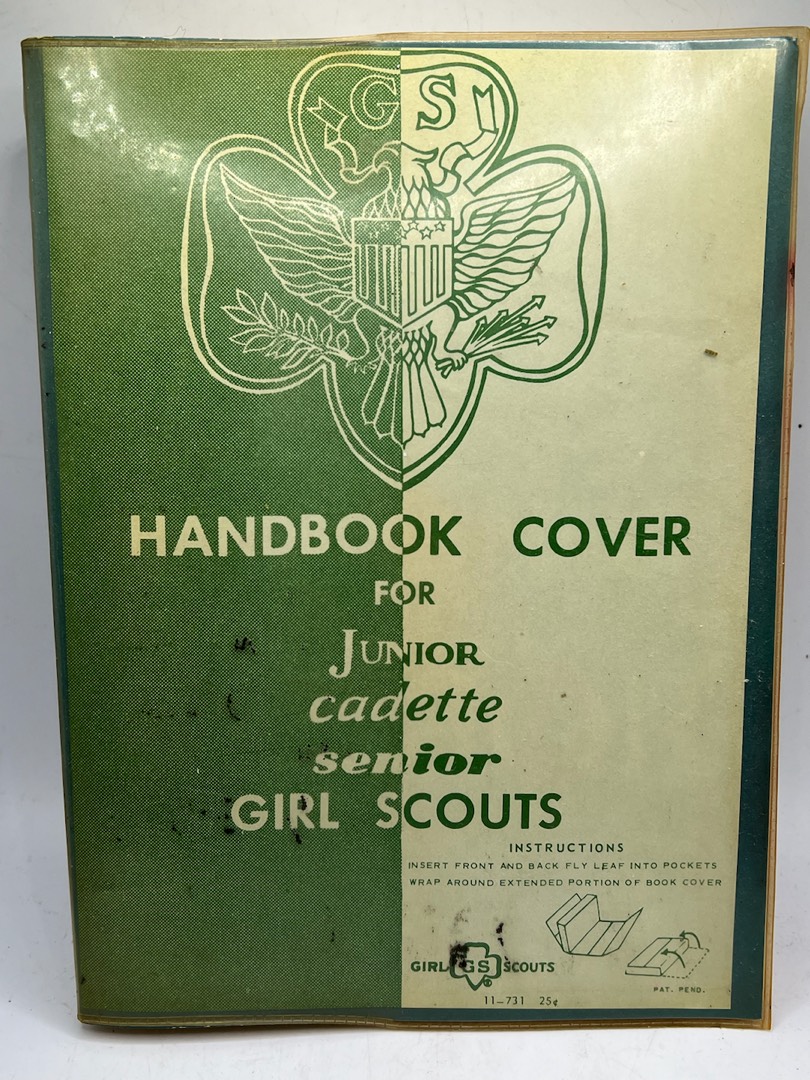 GS
HANDBOOK COVER
FOR
JUNIOR
cadette
senior
GIRL SCOUTS
INSTRUCTIONS
INSERT FRONT AND BACK FLY LEAF INTO POCKETS
WRAP AROUND EXTENDED PORTION OF BOOK COVER
GIRL GS SCOUTS
®
PAT. PEND.
11-731 25¢